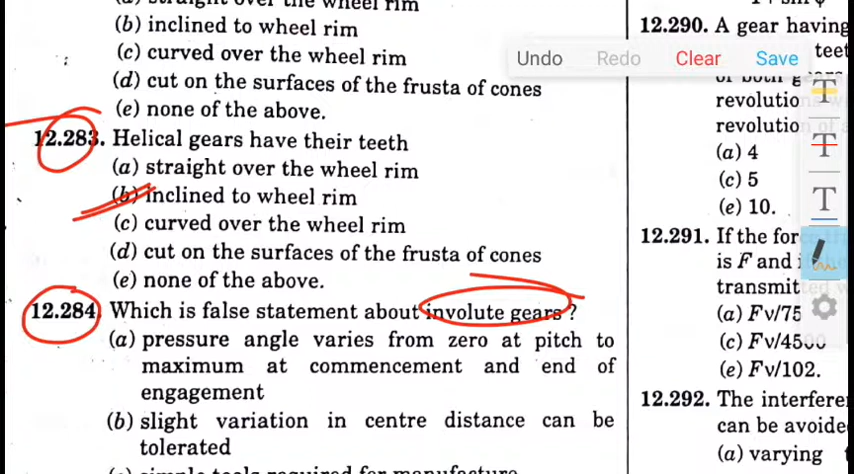 (b) inclined to wheel rim
(c) curved over the wheel rim
(d) cut on the surfaces of the frusta of cones
(e) none of the above.
12.283. Helical gears have their teeth
(a) straight over the wheel rim
(b) inclined to wheel rim
(c) curved over the wheel rim
(d) cut on the surfaces of the frusta of cones
(e) none of the above.
12.284. Which is false statement about involute gears?
(a) pressure angle varies from zero at pitch to
maximum at commencement and end of
engagement
(b) slight variation in centre distance can be
tolerated
12.290. A gear having
Undo Redo Clear Save
revolutio
revolutio
(a) 4
(c) 5
(e) 10.
12.291. If the for
is F and i
transmit
(a) Fv/75
(c) Fv/4500
(e) Fv/102.
12.292. The interfere
can be avoide
(a) varying